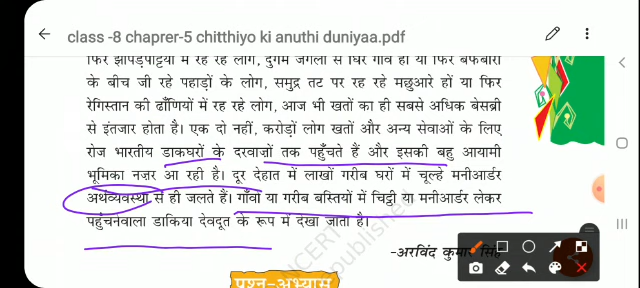 class -8 chaprer-5 chitthiyo ki anuthi duniyaa.pdf
फिर झोपड़पट्टियों में रह रहे लोग, दुर्गम जंगलों से घिरे गाँव हों या फिर बर्फबारी
के बीच जी रहे पहाड़ों के लोग, समुद्र तट पर रह रहे मछुआरे हों या फिर
रेगिस्तान की ढाँणियों में रह रहे लोग, आज भी खतों का ही सबसे अधिक बेसब्री
से इंतजार होता है। एक दो नहीं, करोड़ों लोग खतों और अन्य सेवाओं के लिए
रोज भारतीय डाकघरों के दरवाज़ों तक पहुँचते हैं और इसकी बहु आयामी
भूमिका नज़र आ रही है। दूर देहात में लाखों गरीब घरों में चूल्हे मनीआर्डर
अर्थव्यवस्था से ही जलते हैं। गाँवों या गरीब बस्तियों में चिट्ठी या मनीआर्डर लेकर
पहुँचनेवाला डाकिया देवदूत के रूप में देखा जाता है।
-अरविंद कुमार सिंह
प्रश्न-अभ्यास